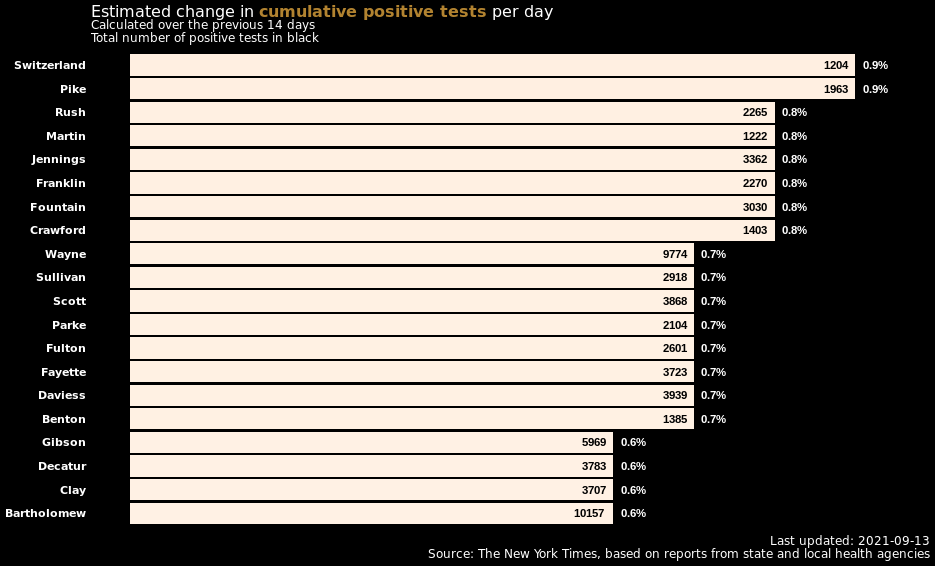 Estimated change in cumulative positive tests per day
Calculated over the previous 14 days
Total number of positive tests in black
Switzerland 1204 0.9%
Pike 1963 0.9%
Rush 2265 0.8%
Martin 1222 0.8%
Jennings 3362 0.8%
Franklin 2270 0.8%
Fountain 3030 0.8%
Crawford 1403 0.8%
Wayne 9774 0.7%
Sullivan 2918 0.7%
Scott 3868 0.7%
Parke 2104 0.7%
Fulton 2601 0.7%
Fayette 3723 0.7%
Daviess 3939 0.7%
Benton 1385 0.7%
Gibson 5969 0.6%
Decatur 3783 0.6%
Clay 3707 0.6%
Bartholomew 10157 0.6%
Last updated: 2021-09-13
Source: The New York Times, based on reports from state and local health agencies